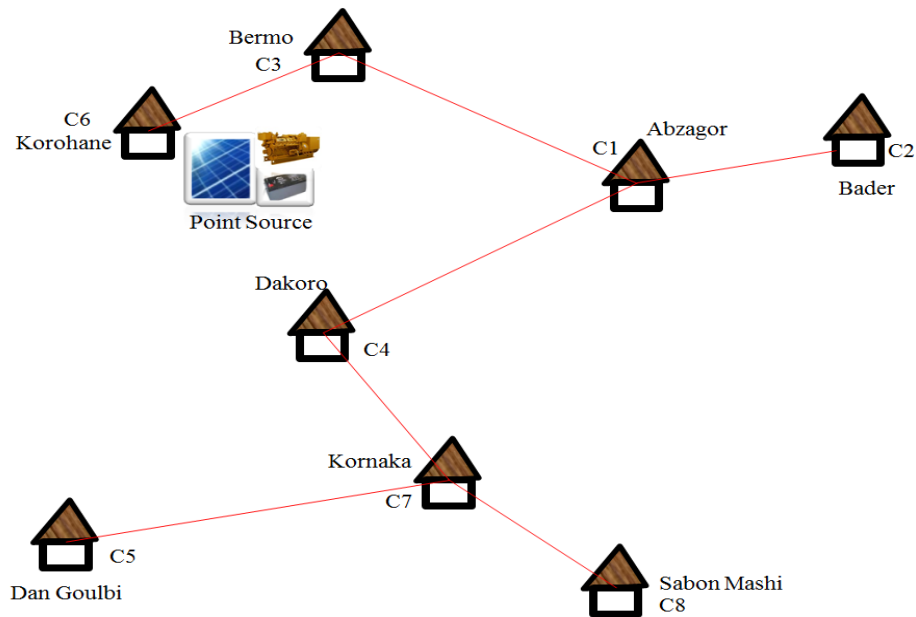 Bermo
C3
C6
Korohane
Point Source
C1
Abzagor
C2
Bader
Dakoro
C4
Kornaka
C7
C5
Dan Goulbi
Sabon Mashi
C8